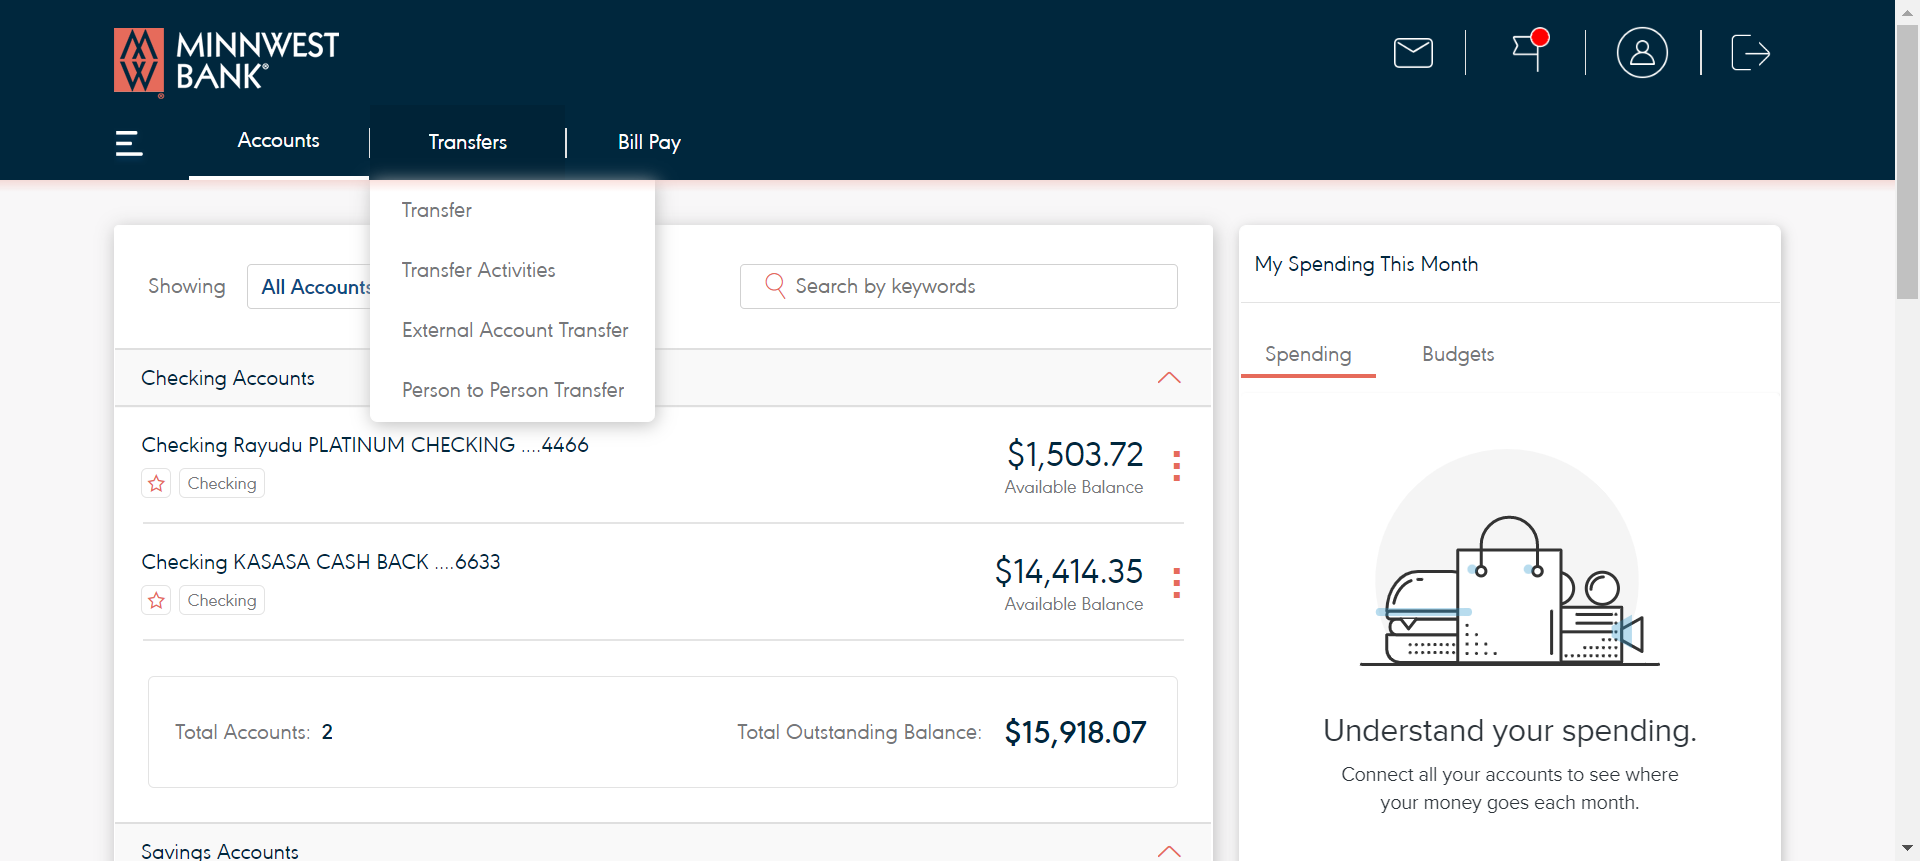 MINNWEST
BANK®
Accounts
Transfers
Bill Pay
Transfer
Transfer Activities
External Account Transfer
Person to Person Transfer
Showing
All Accounts
Search by keywords
Checking Accounts
Checking Rayudu PLATINUM CHECKING ....4466
Checking
$1,503.72
Available Balance
Checking KASASA CASH BACK ....6633
Checking
$14,414.35
Available Balance
Total Accounts: 2
Total Outstanding Balance: $15,918.07
Savings Accounts
My Spending This Month
Spending
Budgets
Understand your spending.
Connect all your accounts to see where
your money goes each month.